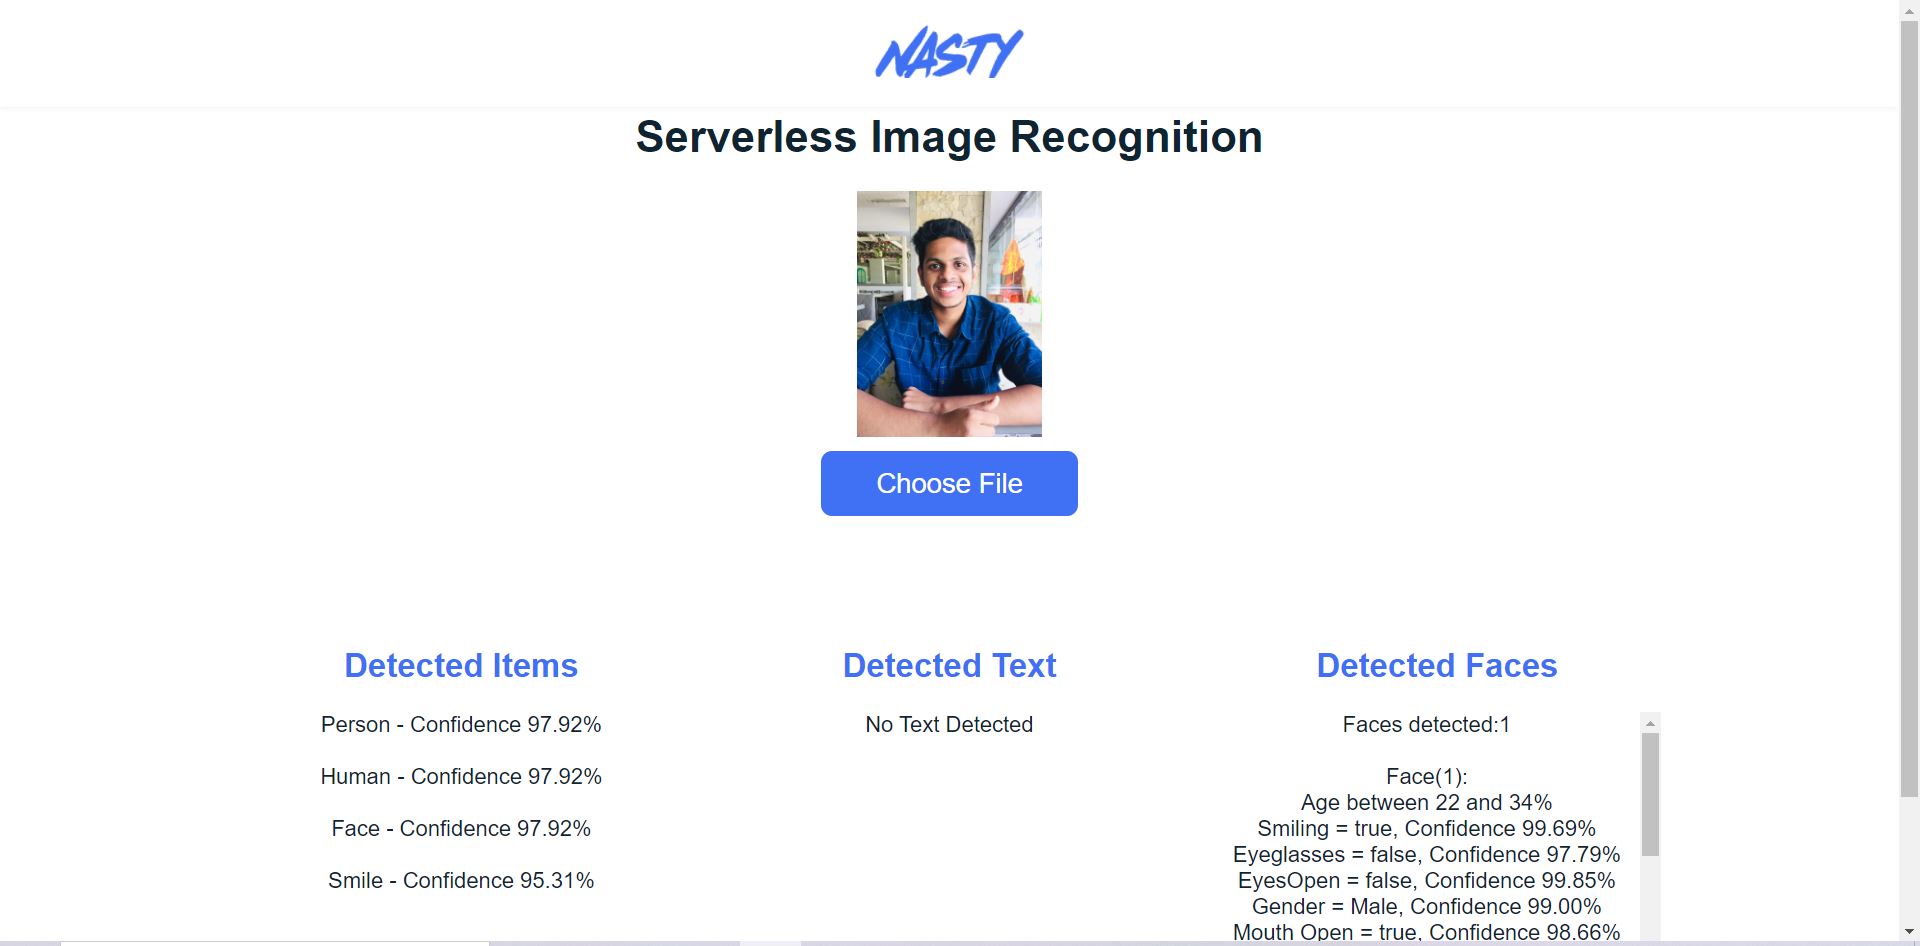 NASTY
Serverless Image Recognition
Choose File
Detected Items
Person - Confidence 97.92%
Human - Confidence 97.92%
Face - Confidence 97.92%
Smile - Confidence 95.31%
Detected Text
No Text Detected
Detected Faces
Faces detected:1
Face(1):
Age between 22 and 34%
Smiling = true, Confidence 99.69%
Eyeglasses = false, Confidence 97.79%
EyesOpen = false, Confidence 99.85%
Gender = Male, Confidence 99.00%
Mouth Open = true, Confidence 98.66%